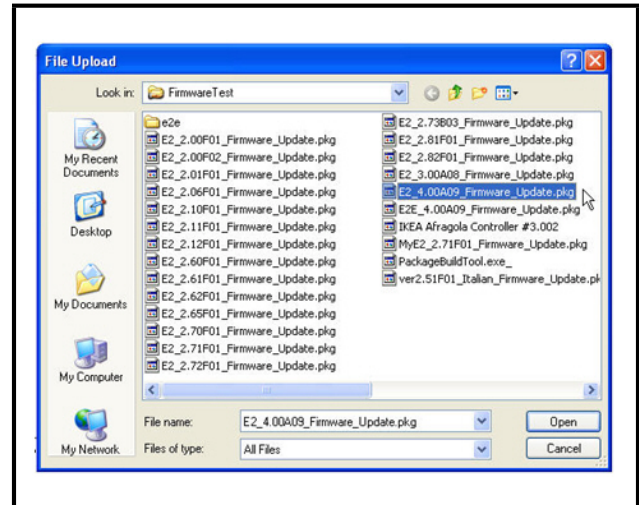 File Upload
Look in:
FirmwareTest
My Recent
Documents
Desktop
My Documents
My Computer
My Network
e2e
E2_2.00F01_Firmware_Update.pkg
E2_2.00F02_Firmware_Update.pkg
E2_2.01F01_Firmware_Update.pkg
E2_2.06F01_Firmware_Update.pkg
E2_2.10F01_Firmware_Update.pkg
E2_2.11F01_Firmware_Update.pkg
E2_2.12F01_Firmware_Update.pkg
E2_2.60F01_Firmware_Update.pkg
E2_2.61F01_Firmware_Update.pkg
E2_2.62F01_Firmware_Update.pkg
E2_2.65F01_Firmware_Update.pkg
E2_2.70F01_Firmware_Update.pkg
E2_2.71F01_Firmware_Update.pkg
E2_2.72F01_Firmware_Update.pkg
E2_2.73B03_Firmware_Update.pkg
E2_2.81F01_Firmware_Update.pkg
E2_2.82F01_Firmware_Update.pkg
E2_3.00A08_Firmware_Update.pkg
E2_4.00A09_Firmware_Update.pkg
E2E_4.00A09_Firmware_Update.pkg
IKEA Afragola Controller #3.002
MyE2_2.71F01_Firmware_Update.pkg
PackageBuildTool.exe_
ver2.51F01_Italian_Firmware_Update.pk
File name:
E2_4.00A09_Firmware_Update.pkg
Open
Files of type:
All Files
Cancel